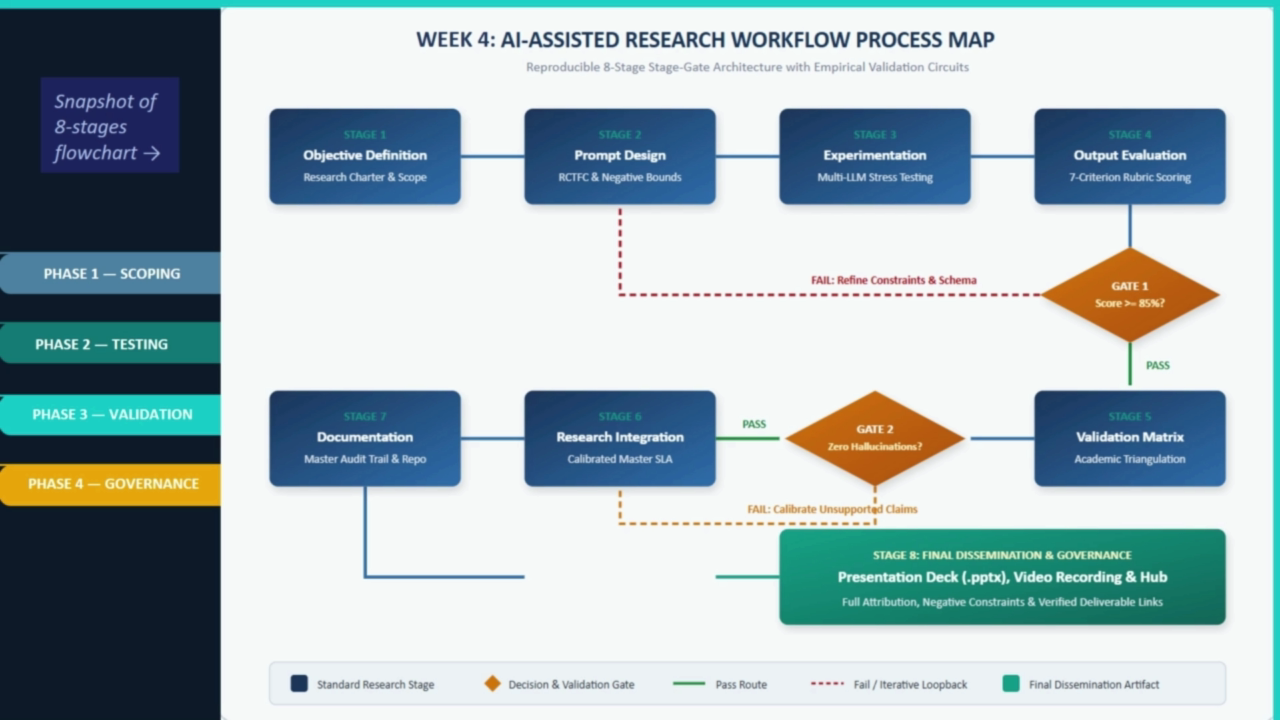 WEEK 4: AI-ASSISTED RESEARCH WORKFLOW PROCESS MAP
Reproducible 8-Stage Stage-Gate Architecture with Empirical Validation Circuits
Snapshot of
8-stages
flowchart →
PHASE 1 — SCOPING
PHASE 2 — TESTING
PHASE 3 — VALIDATION
PHASE 4 — GOVERNANCE
STAGE 1
Objective Definition
Research Charter & Scope
STAGE 2
Prompt Design
RCTFC & Negative Bounds
STAGE 3
Experimentation
Multi-LLM Stress Testing
STAGE 4
Output Evaluation
7-Criterion Rubric Scoring
FAIL: Refine Constraints & Schema
GATE 1
Score >= 85%?
PASS
STAGE 7
Documentation
Master Audit Trail & Repo
STAGE 6
Research Integration
Calibrated Master SLA
PASS
GATE 2
Zero Hallucinations?
STAGE 5
Validation Matrix
Academic Triangulation
FAIL: Calibrate Unsupported Claims
STAGE 8: FINAL DISSEMINATION & GOVERNANCE
Presentation Deck (.pptx), Video Recording & Hub
Full Attribution, Negative Constraints & Verified Deliverable Links
Standard Research Stage
Decision & Validation Gate
Pass Route
Fail / Iterative Loopback
Final Dissemination Artifact